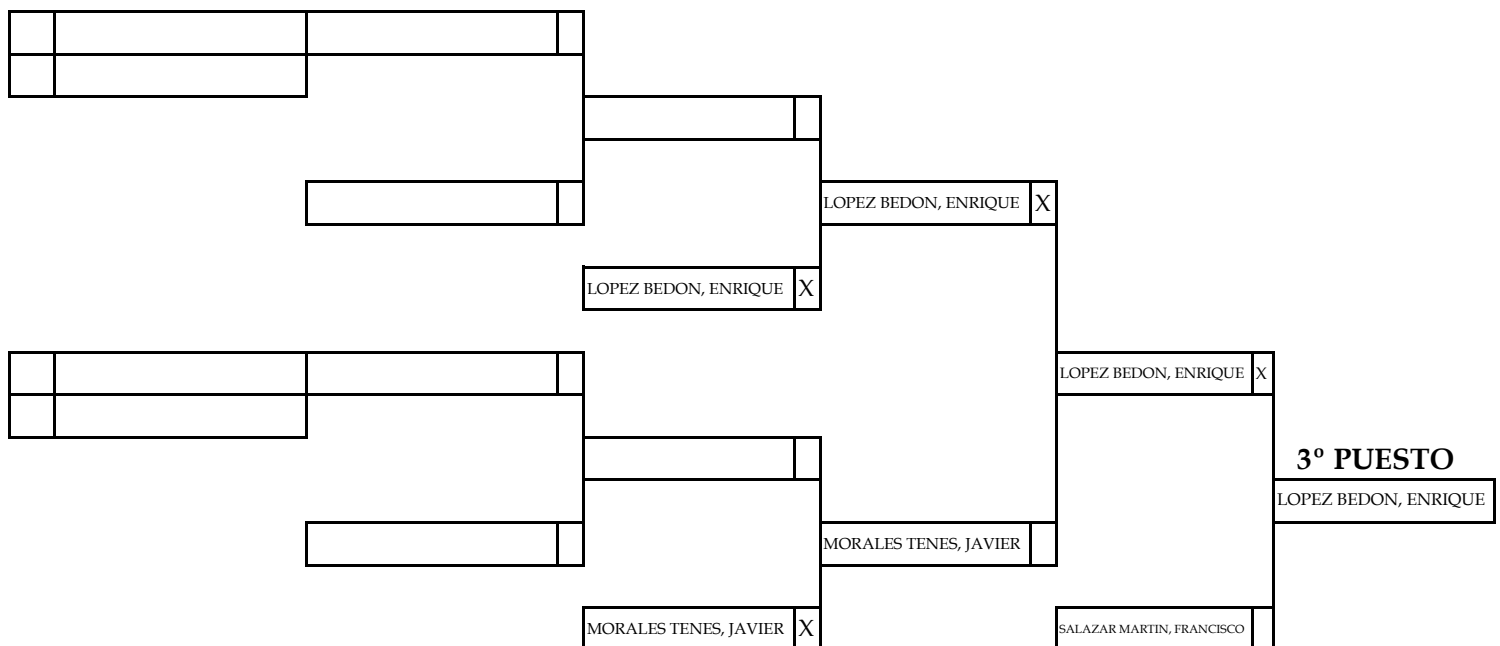 LOPEZ BEDON, ENRIQUE X
LOPEZ BEDON, ENRIQUE X
LOPEZ BEDON, ENRIQUE X
3º PUESTO
LOPEZ BEDON, ENRIQUE
MORALES TENES, JAVIER
MORALES TENES, JAVIER X
SALAZAR MARTIN, FRANCISCO